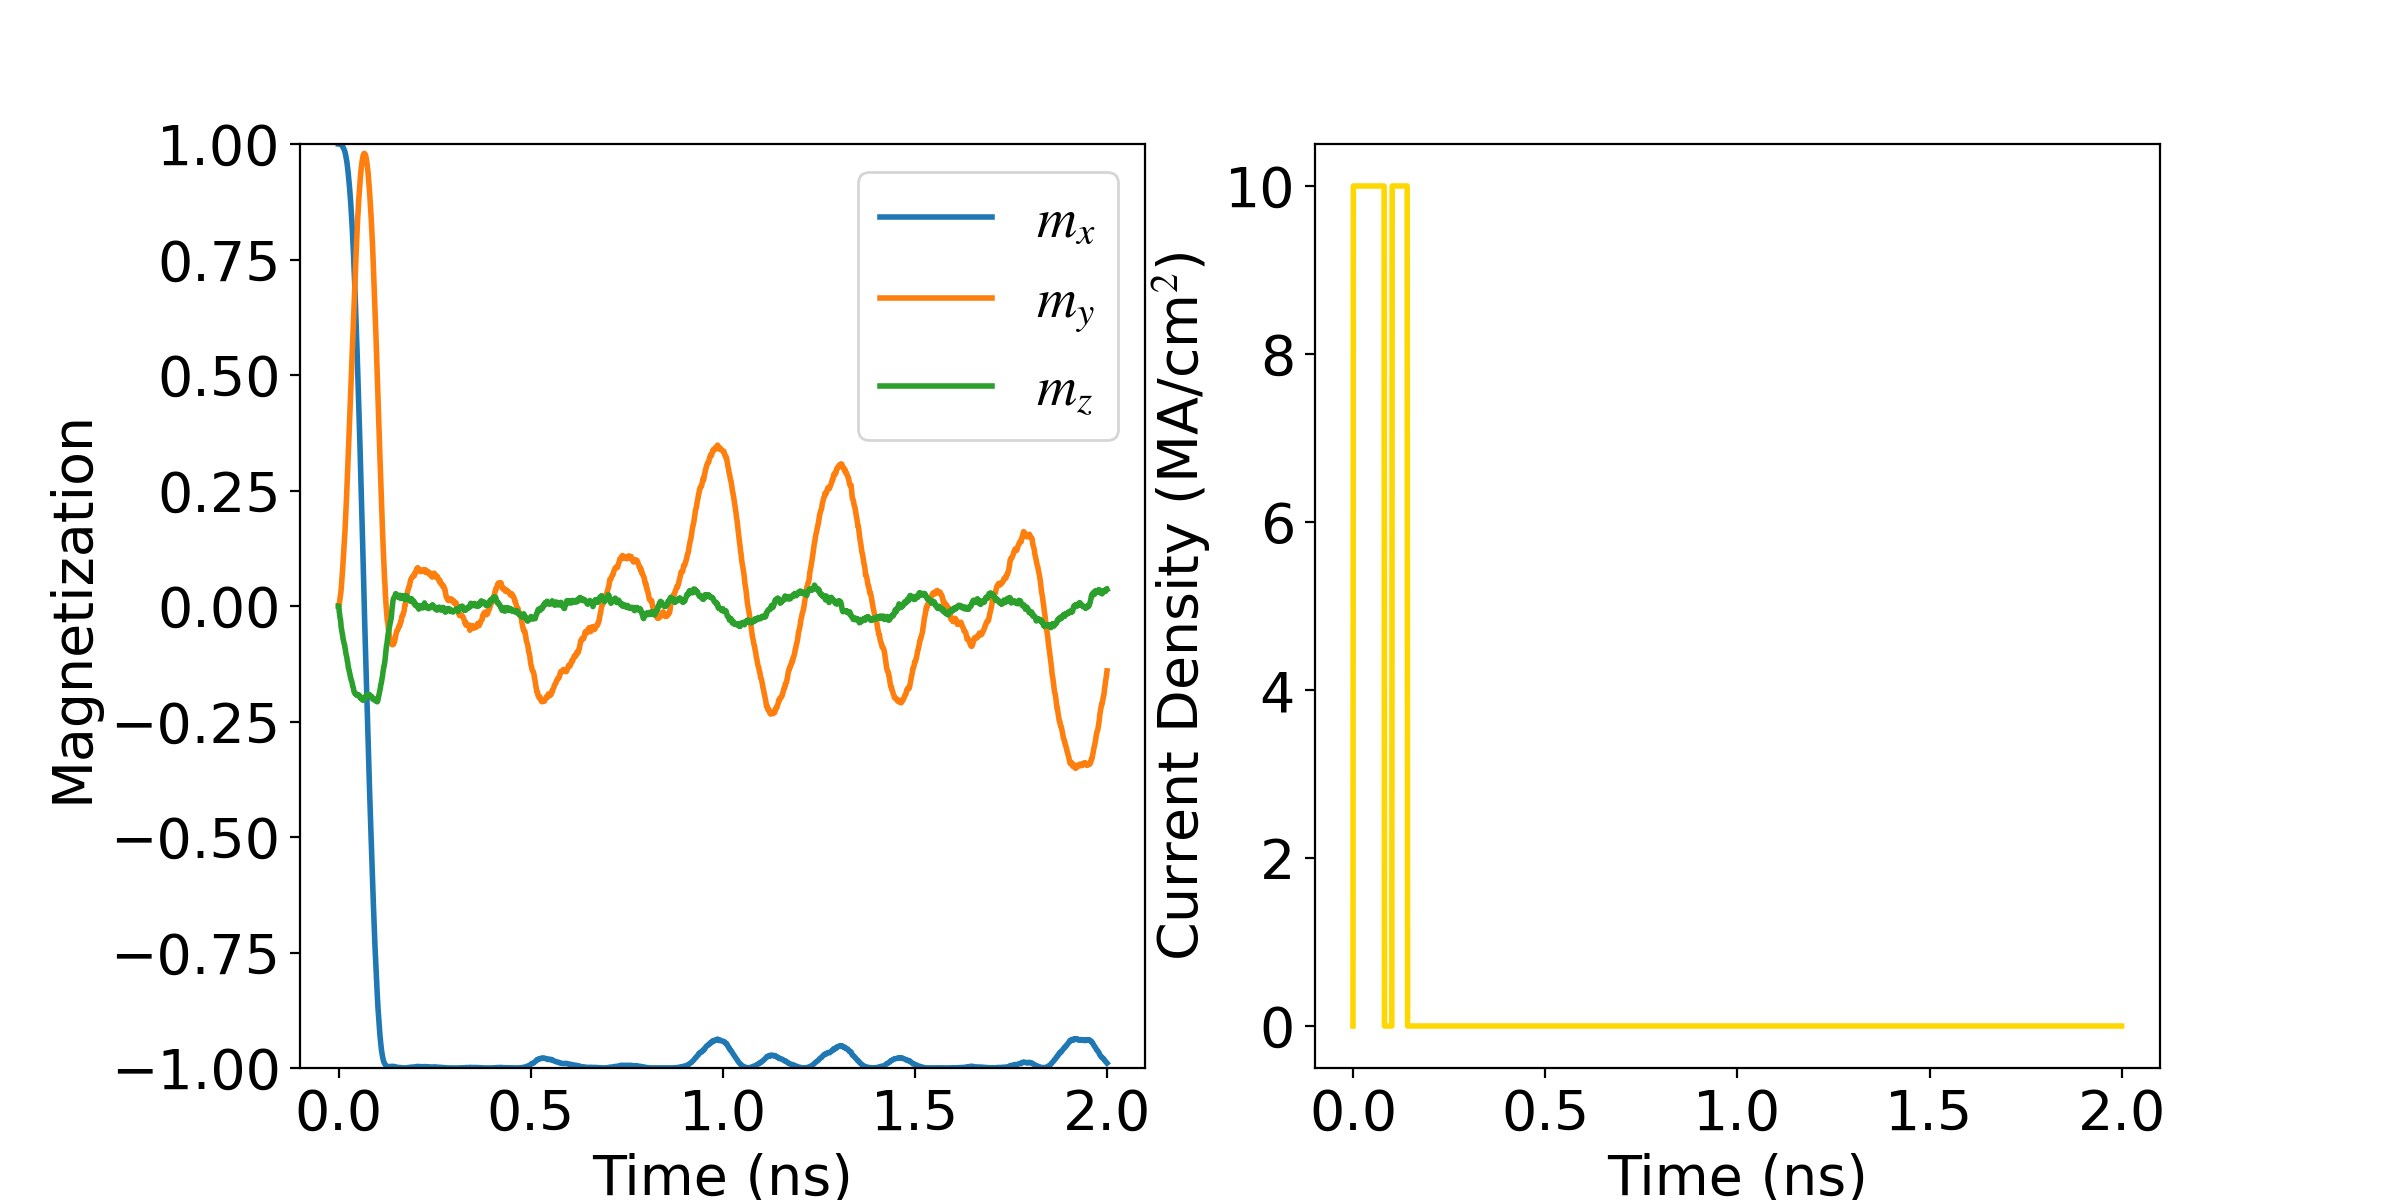 1.00
0.75
0.50
0.25
0.00
−0.25
−0.50
−0.75
−1.00
Magnetization
0.0 0.5 1.0 1.5 2.0
Time (ns)
m_x
m_y
m_z
10
8
6
4
2
0
Current Density (MA/cm²)
0.0 0.5 1.0 1.5 2.0
Time (ns)